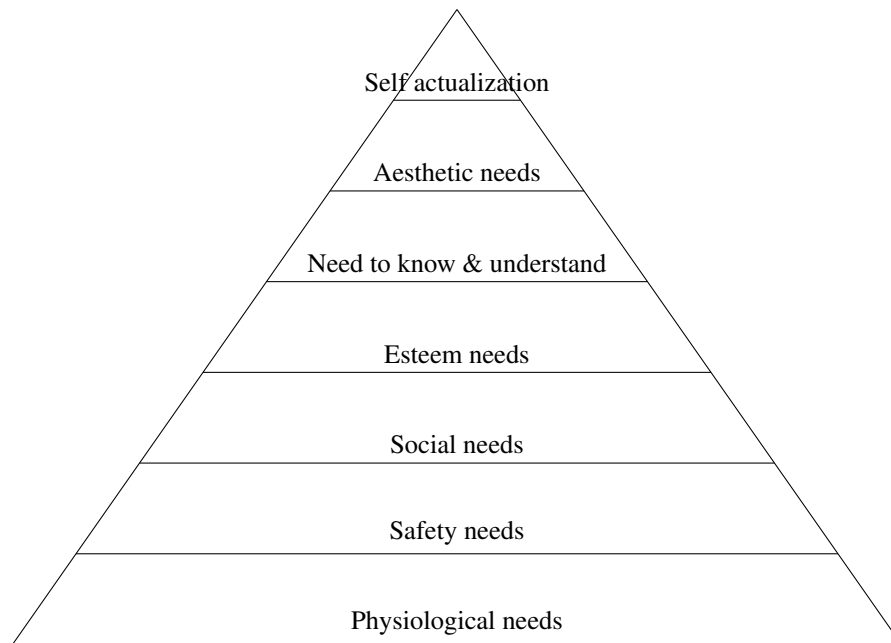 Self actualization
Aesthetic needs
Need to know & understand
Esteem needs
Social needs
Safety needs
Physiological needs